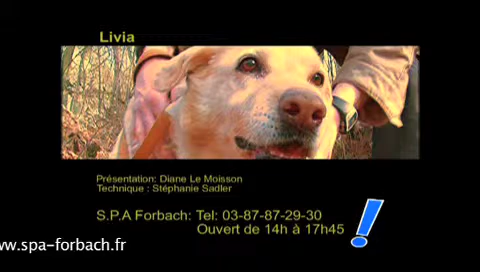 Livia
Présentation: Diane Le Moisson
Technique : Stéphanie Sadler
S.P.A Forbach: Tel: 03-87-87-29-30
Ouvert de 14h à 17h45
www.spa-forbach.fr